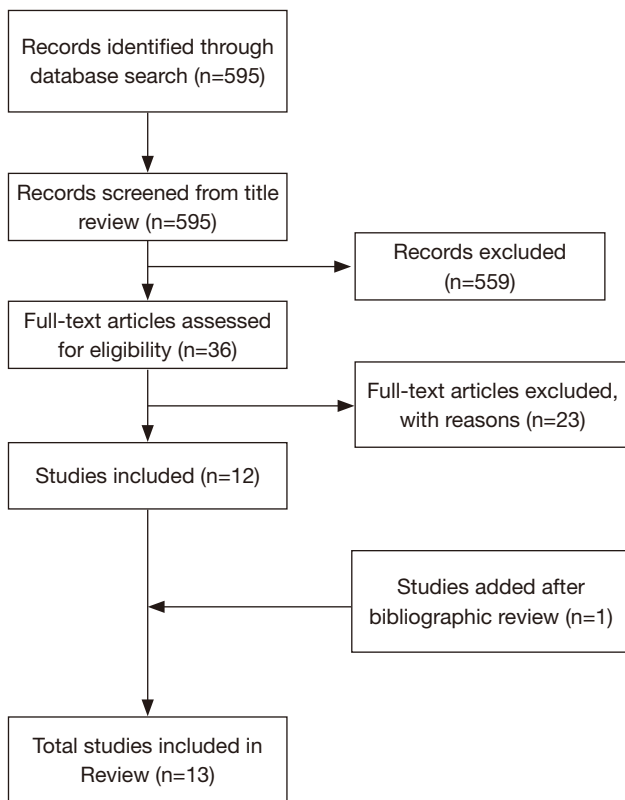 Records identified through
database search (n=595)
Records screened from title
review (n=595)
Records excluded
(n=559)
Full-text articles assessed
for eligibility (n=36)
Full-text articles excluded,
with reasons (n=23)
Studies included (n=12)
Studies added after
bibliographic review (n=1)
Total studies included in
Review (n=13)